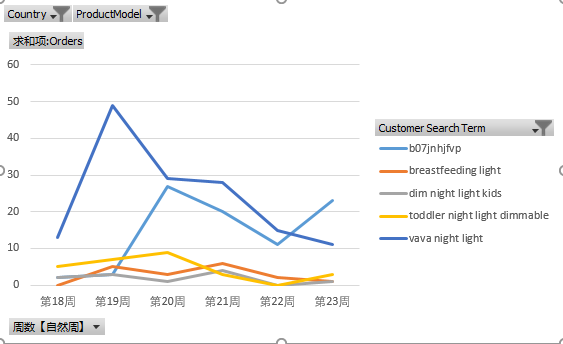 Country ProductModel
求和项:Orders
60
50
40
30
20
10
0
第18周 第19周 第20周 第21周 第22周 第23周
Customer Search Term
b07jnhjfvp
breastfeeding light
dim night light kids
toddler night light dimmable
vava night light
周数【自然周】